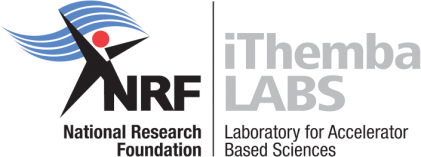 NRF
National Research
Foundation
iThemba
LABS
Laboratory for Accelerator
Based Sciences